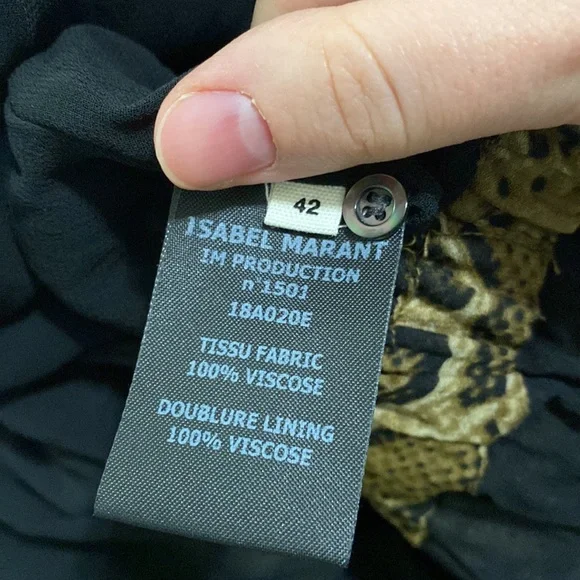 42
ISABEL MARANT
IM PRODUCTION
n 1501
18A020E
TISSU FABRIC
100% VISCOSE
DOUBLURE LINING
100% VISCOSE